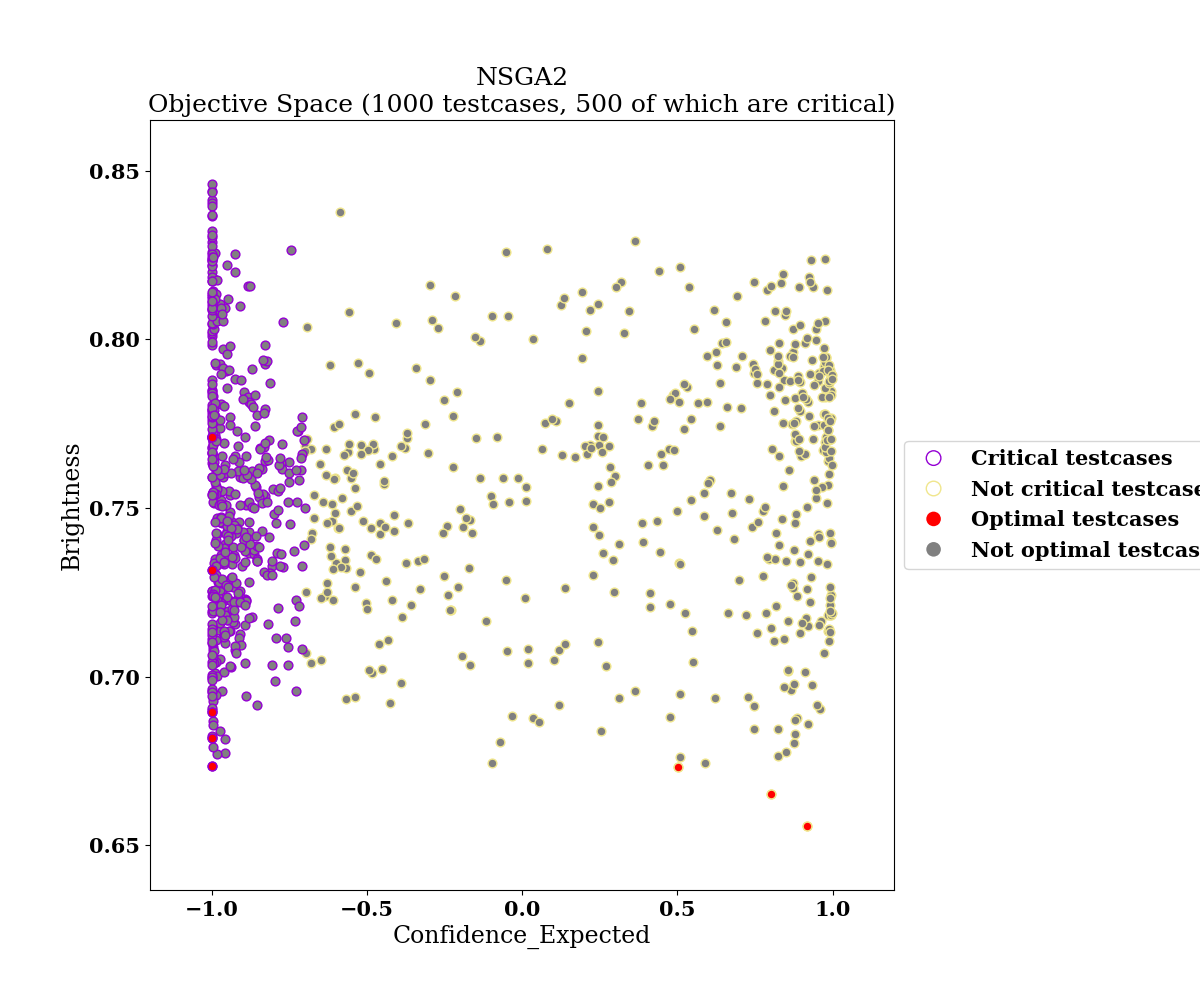 NSGA2
Objective Space (1000 testcases, 500 of which are critical)
0.85
0.80
0.75
0.70
0.65
Brightness
−1.0 −0.5 0.0 0.5 1.0
Confidence_Expected
Critical testcases
Not critical testcase
Optimal testcases
Not optimal testcas